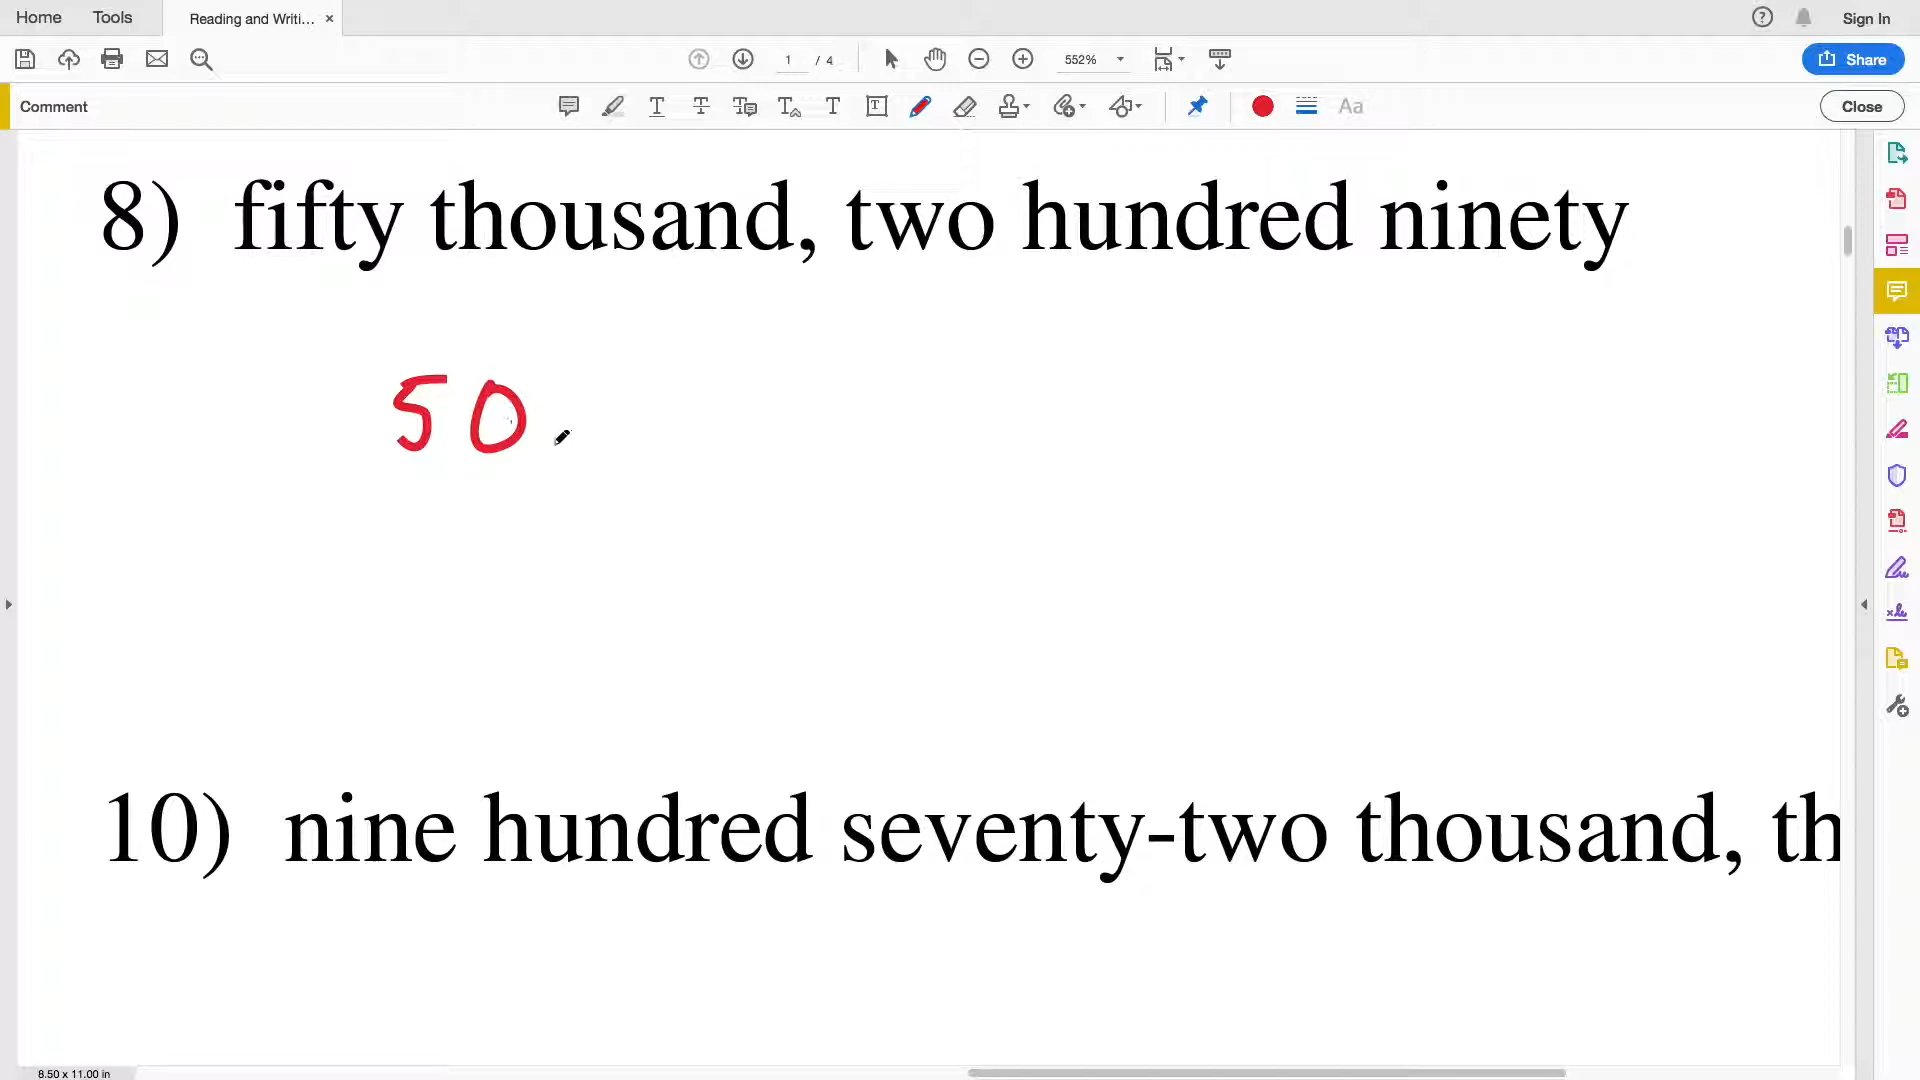 Home Tools Reading and Writi... × Sign In
1 / 4 552% Share
Comment T T T T T T Aa Close
8) fifty thousand, two hundred ninety
50
10) nine hundred seventy-two thousand, th
8.50 x 11.00 in